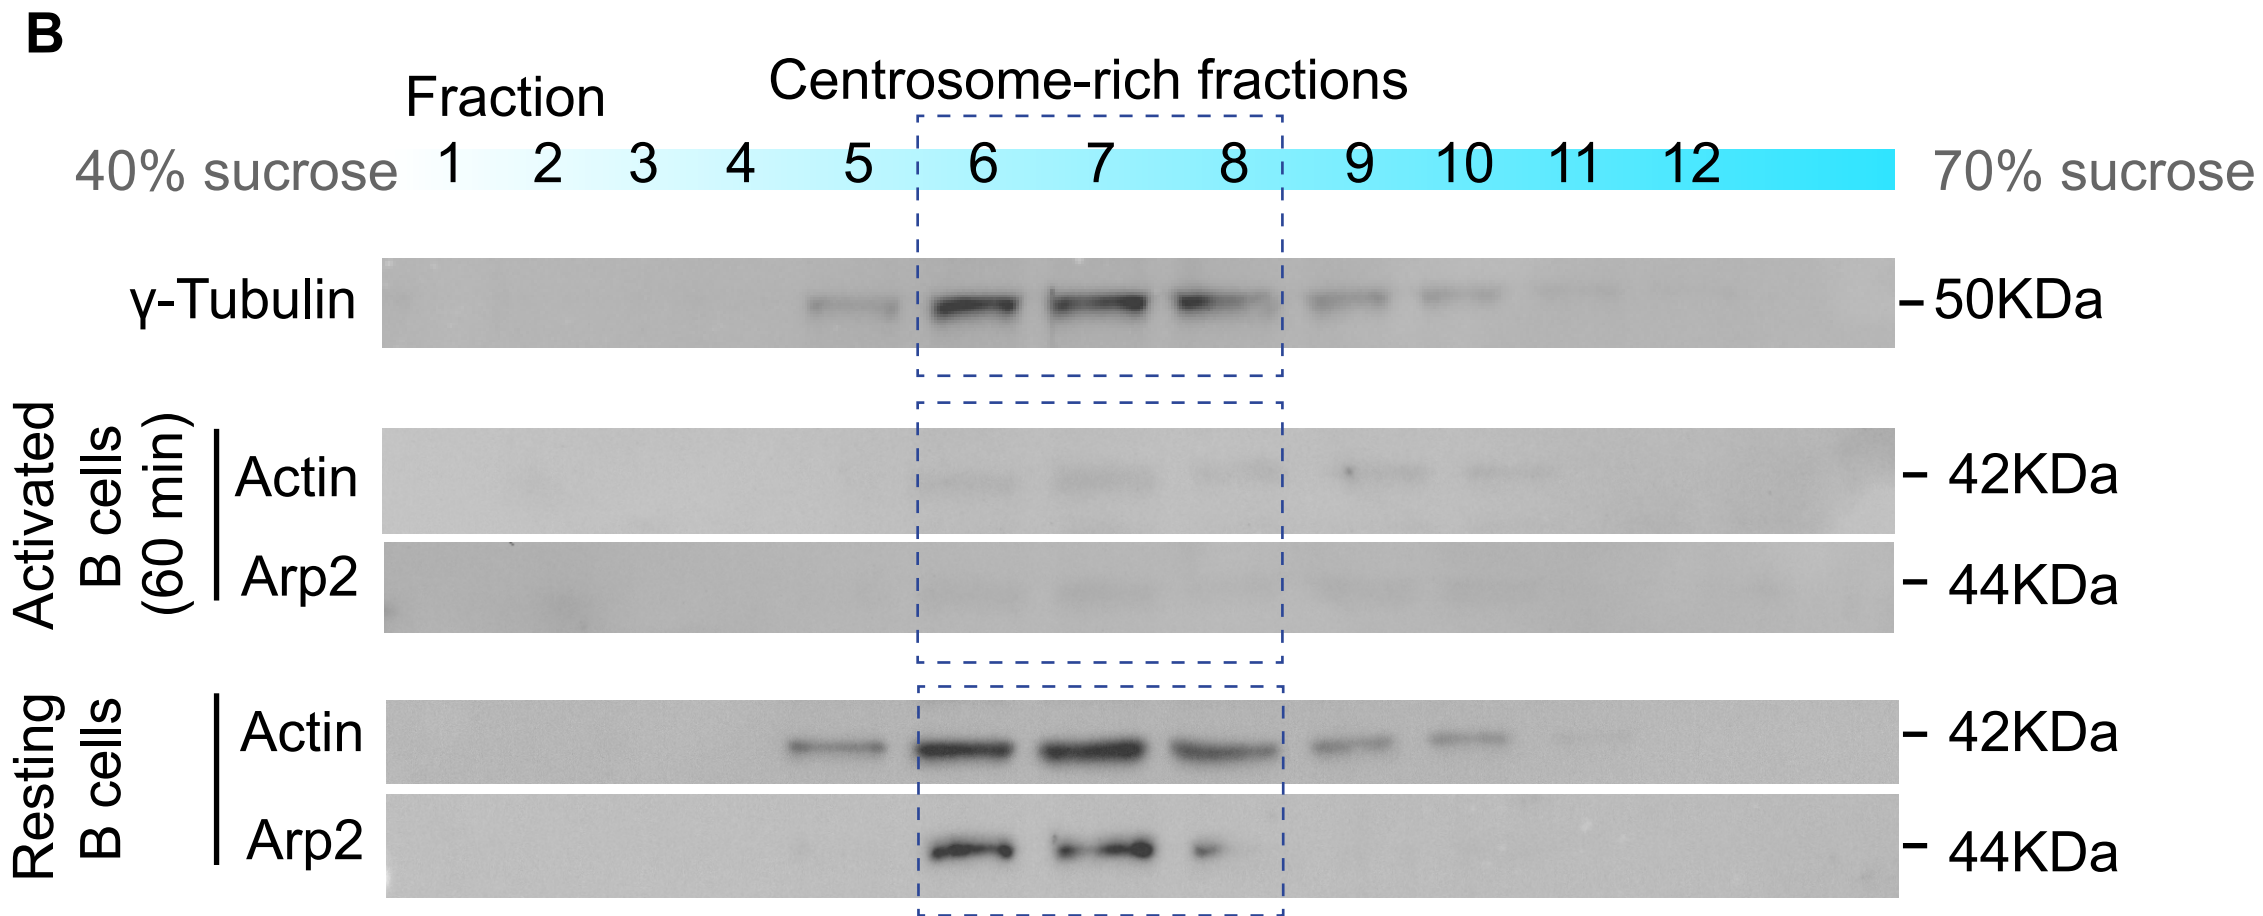 B
Centrosome-rich fractions
Fraction
40% sucrose 1 2 3 4 5 6 7 8 9 10 11 12 70% sucrose
γ-Tubulin 50KDa
Activated
B cells
(60 min)
Actin 42KDa
Arp2 44KDa
Resting
B cells
Actin 42KDa
Arp2 44KDa